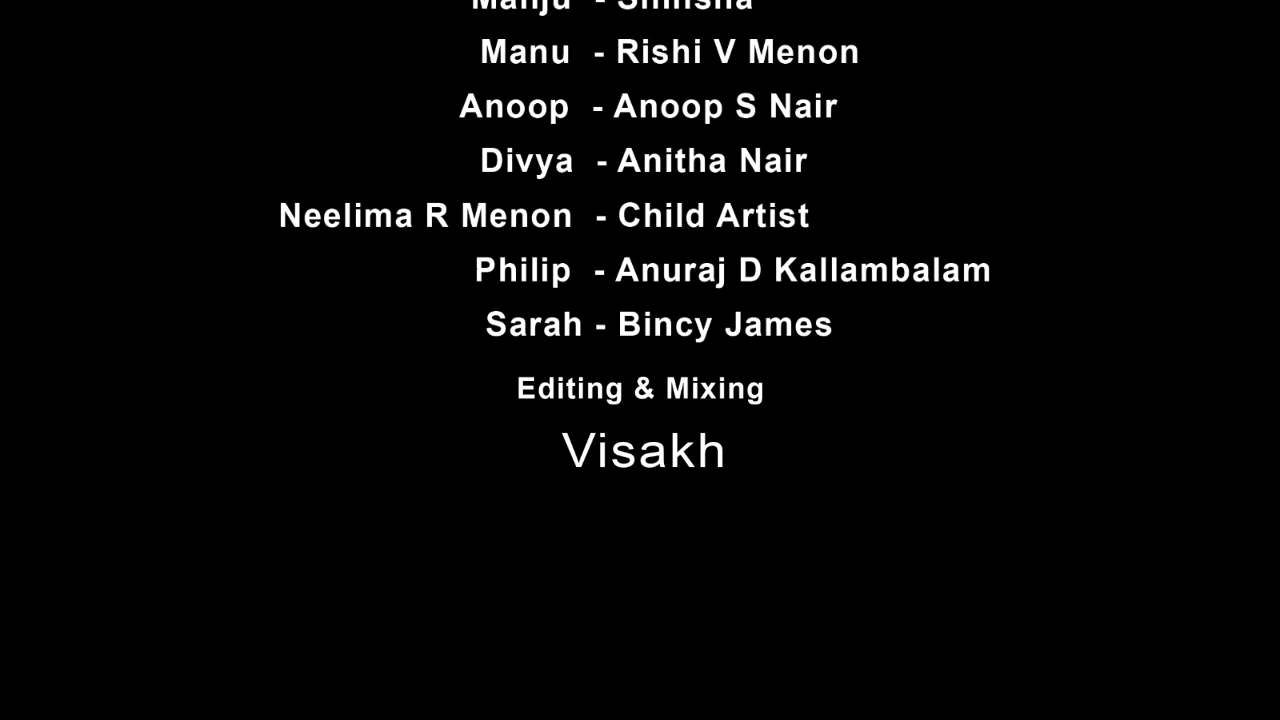 Manju - 
Manu - Rishi V Menon
Anoop - Anoop S Nair
Divya - Anitha Nair
Neelima R Menon - Child Artist
Philip - Anuraj D Kallambalam
Sarah - Bincy James
Editing & Mixing
Visakh